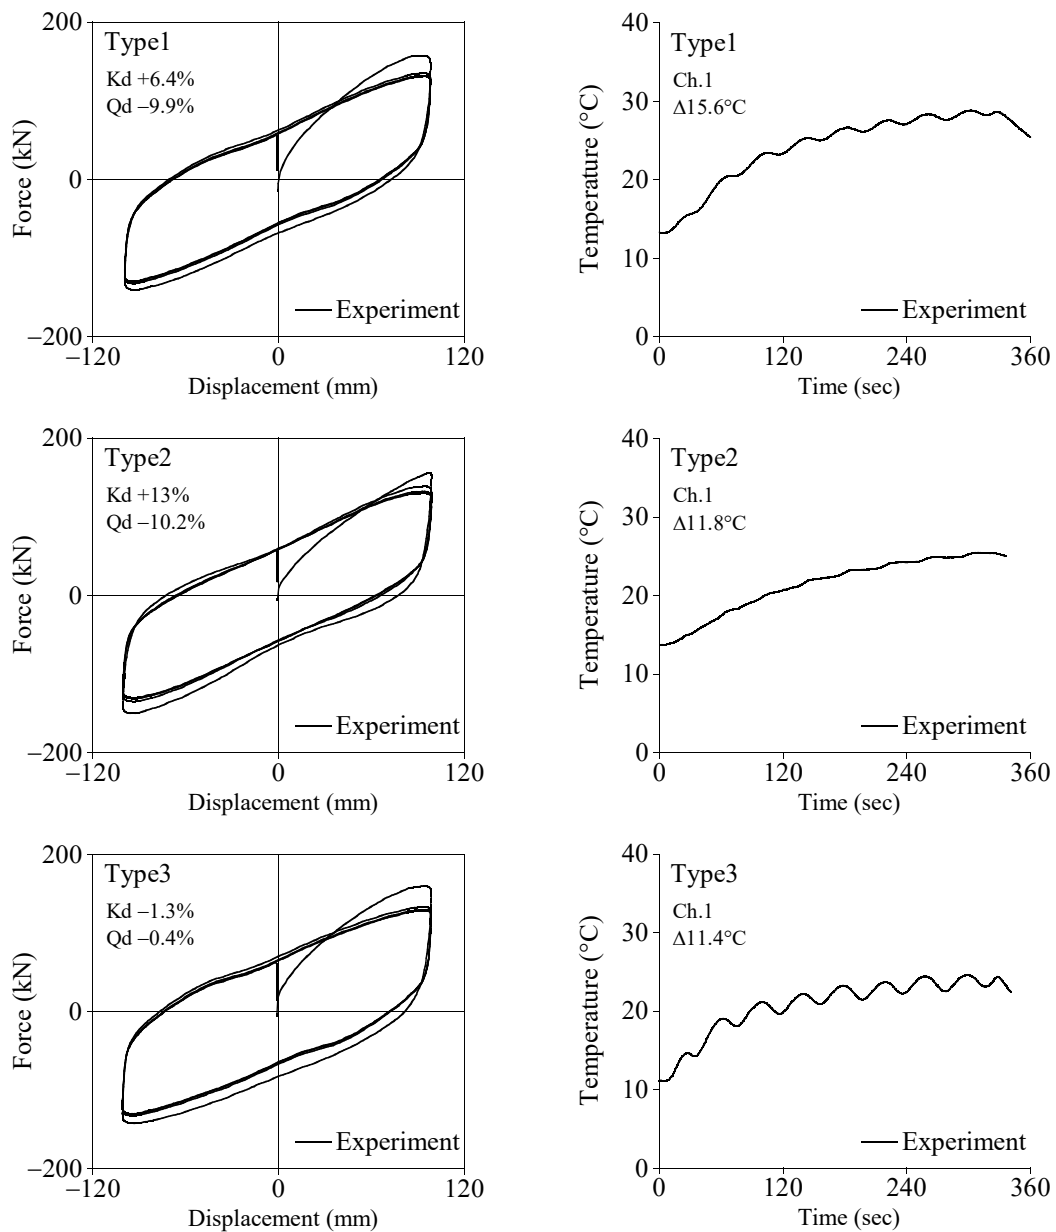 200
Type1
Kd +6.4%
Qd −9.9%
Force (kN)
0
Experiment
−200
−120
0
120
Displacement (mm)
40
Type1
Ch.1
Δ15.6°C
30
Temperature (°C)
20
10
Experiment
0
0
120
240
360
Time (sec)
200
Type2
Kd +13%
Qd −10.2%
Force (kN)
0
Experiment
−200
−120
0
120
Displacement (mm)
40
Type2
Ch.1
Δ11.8°C
30
Temperature (°C)
20
10
Experiment
0
0
120
240
360
Time (sec)
200
Type3
Kd −1.3%
Qd −0.4%
Force (kN)
0
Experiment
−200
−120
0
120
Displacement (mm)
40
Type3
Ch.1
Δ11.4°C
30
Temperature (°C)
20
10
Experiment
0
0
120
240
360
Time (sec)